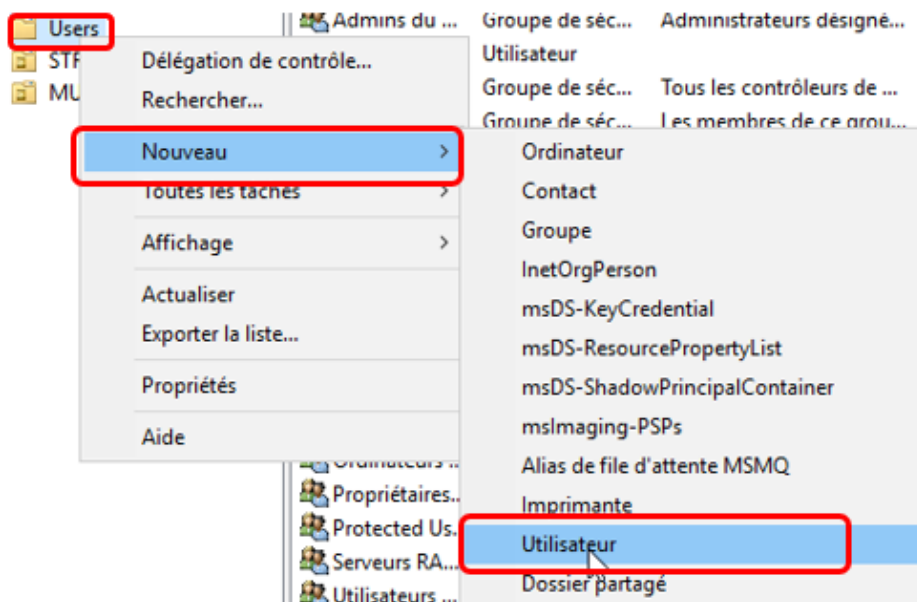 Users
STF
MU
Admins du ... Groupe de séc... Administrateurs désigné...
Utilisateur
Groupe de séc... Tous les contrôleurs de ...
Groupe de séc... Les membres de ce grou...
Délégation de contrôle...
Rechercher...
Nouveau
Toutes les tâches
Affichage
Actualiser
Exporter la liste...
Propriétés
Aide
Ordinateur
Contact
Groupe
InetOrgPerson
msDS-KeyCredential
msDS-ResourcePropertyList
msDS-ShadowPrincipalContainer
msImaging-PSPs
Alias de file d'attente MSMQ
Imprimante
Utilisateur
Dossier partagé
Ordinateurs ...
Propriétaires...
Protected Us...
Serveurs RA...
Utilisateurs ...